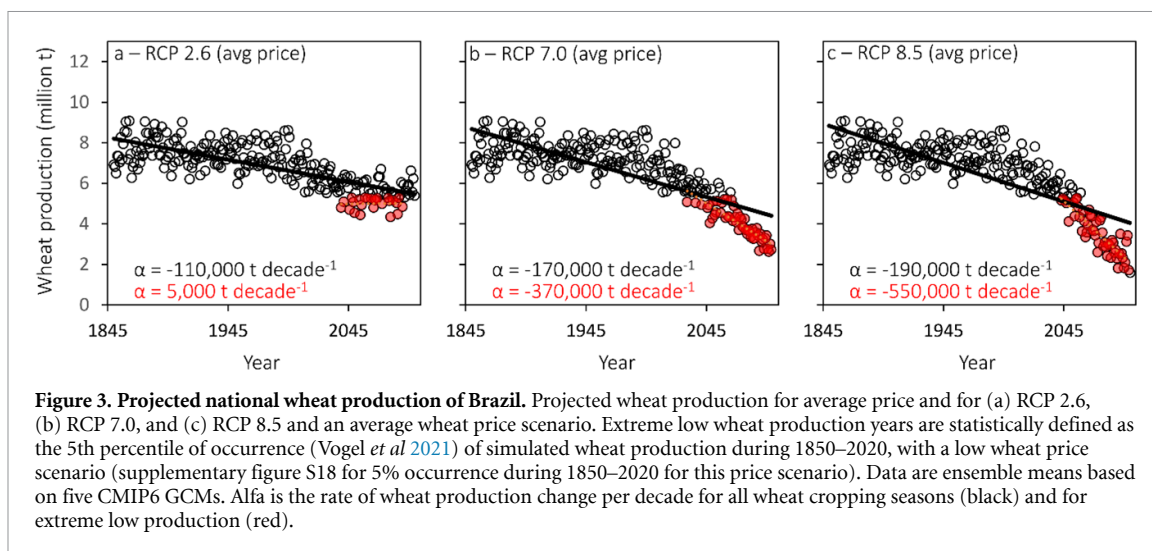 a – RCP 2.6 (avg price)
b – RCP 7.0 (avg price)
c – RCP 8.5 (avg price)
Wheat production (million t)
12
10
8
6
4
2
0
α = -110,000 t decade⁻¹
α = 5,000 t decade⁻¹
α = -170,000 t decade⁻¹
α = -370,000 t decade⁻¹
α = -190,000 t decade⁻¹
α = -550,000 t decade⁻¹
1845 1945 2045
1845 1945 2045
1845 1945 2045
Year
Year
Year
Figure 3. Projected national wheat production of Brazil. Projected wheat production for average price and for (a) RCP 2.6,
(b) RCP 7.0, and (c) RCP 8.5 and an average wheat price scenario. Extreme low wheat production years are statistically defined as
the 5th percentile of occurrence (Vogel et al 2021) of simulated wheat production during 1850–2020, with a low wheat price
scenario (supplementary figure S18 for 5% occurrence during 1850–2020 for this price scenario). Data are ensemble means based
on five CMIP6 GCMs. Alfa is the rate of wheat production change per decade for all wheat cropping seasons (black) and for
extreme low production (red).